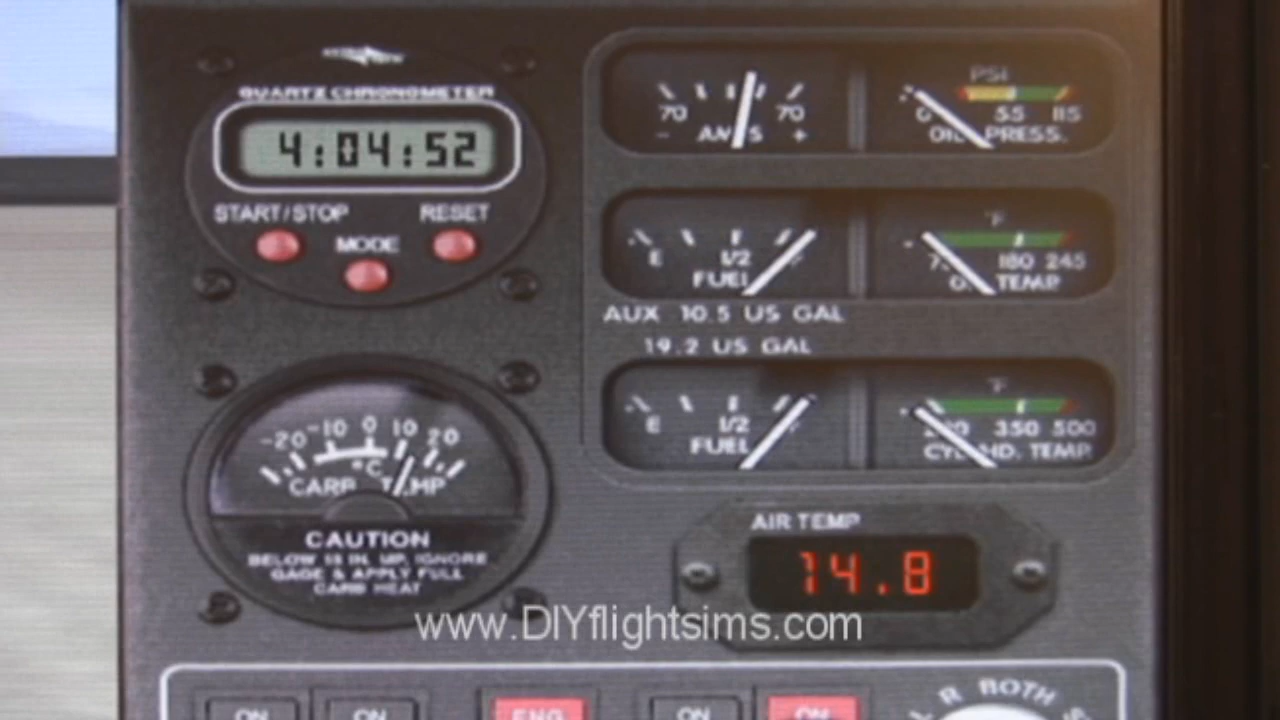 QUARTZ CHRONOMETER
4:04:52
START/STOP RESET
MODE
-20 -10 0 10 20
°C
CARB TEMP
CAUTION
BELOW 18 IN. MP, IGNORE
GAGE & APPLY FULL
CARB HEAT
70 70
- AMPS +
PSI
0 55 115
OIL PRESS.
E 1/2 F
FUEL
°F
180 245
OIL TEMP.
AUX 10.5 US GAL
19.2 US GAL
E 1/2 F
FUEL
°F
350 500
CYL HD. TEMP.
AIR TEMP
14.8
www.DIYflightsims.com
ON ON ENG ON ON
R BOTH